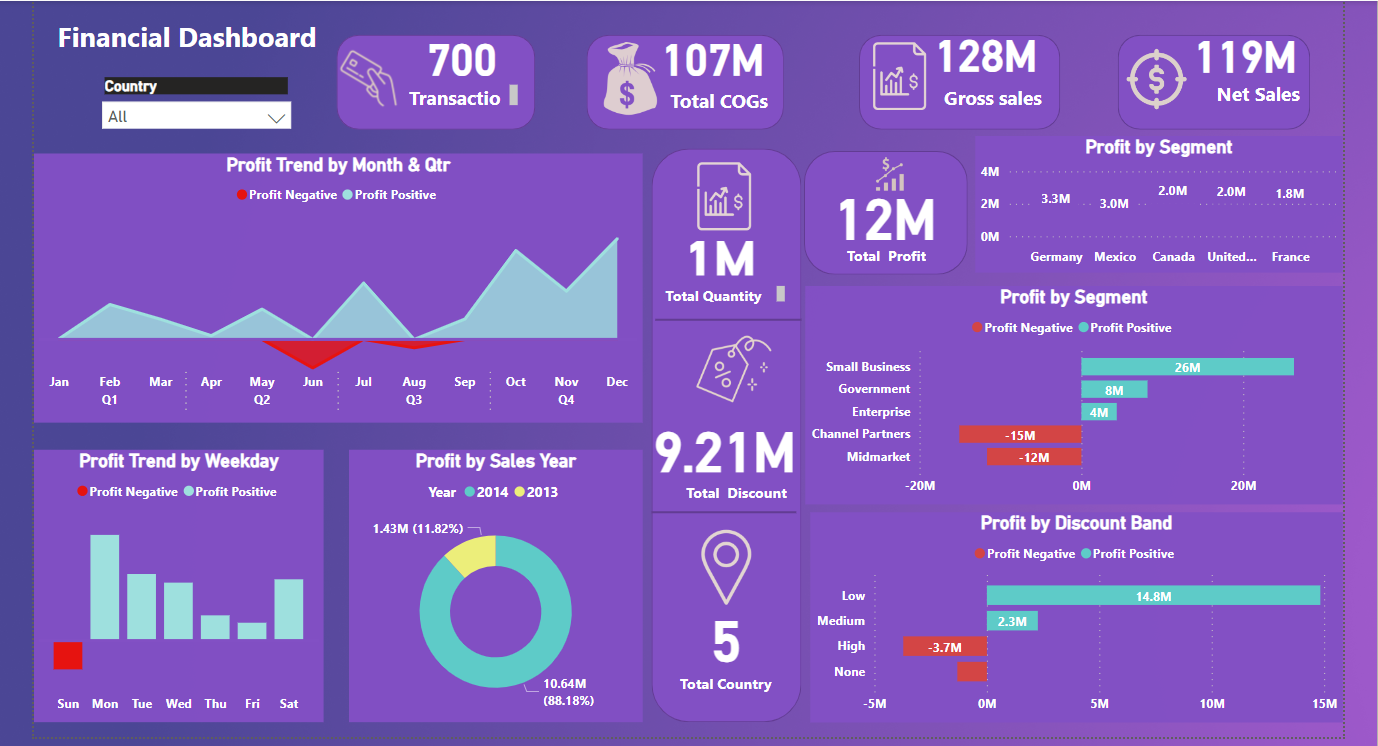 Financial Dashboard
Country
All
700
Transactio
107M
Total COGs
128M
Gross sales
119M
Net Sales
Profit Trend by Month & Qtr
Profit Negative Profit Positive
Jan Feb Mar Apr May Jun Jul Aug Sep Oct Nov Dec
Q1 Q2 Q3 Q4
1M
Total Quantity
9.21M
Total Discount
5
Total Country
12M
Total Profit
Profit by Segment
4M
2M
0M
3.3M 3.0M 2.0M 2.0M 1.8M
Germany Mexico Canada United... France
Profit by Segment
Profit Negative Profit Positive
Small Business 26M
Government 8M
Enterprise 4M
Channel Partners -15M
Midmarket -12M
-20M 0M 20M
Profit Trend by Weekday
Profit Negative Profit Positive
Sun Mon Tue Wed Thu Fri Sat
Profit by Sales Year
Year 2014 2013
1.43M (11.82%)
10.64M
(88.18%)
Profit by Discount Band
Profit Negative Profit Positive
Low 14.8M
Medium 2.3M
High -3.7M
None
-5M 0M 5M 10M 15M
$
$
$
$
$
$
%